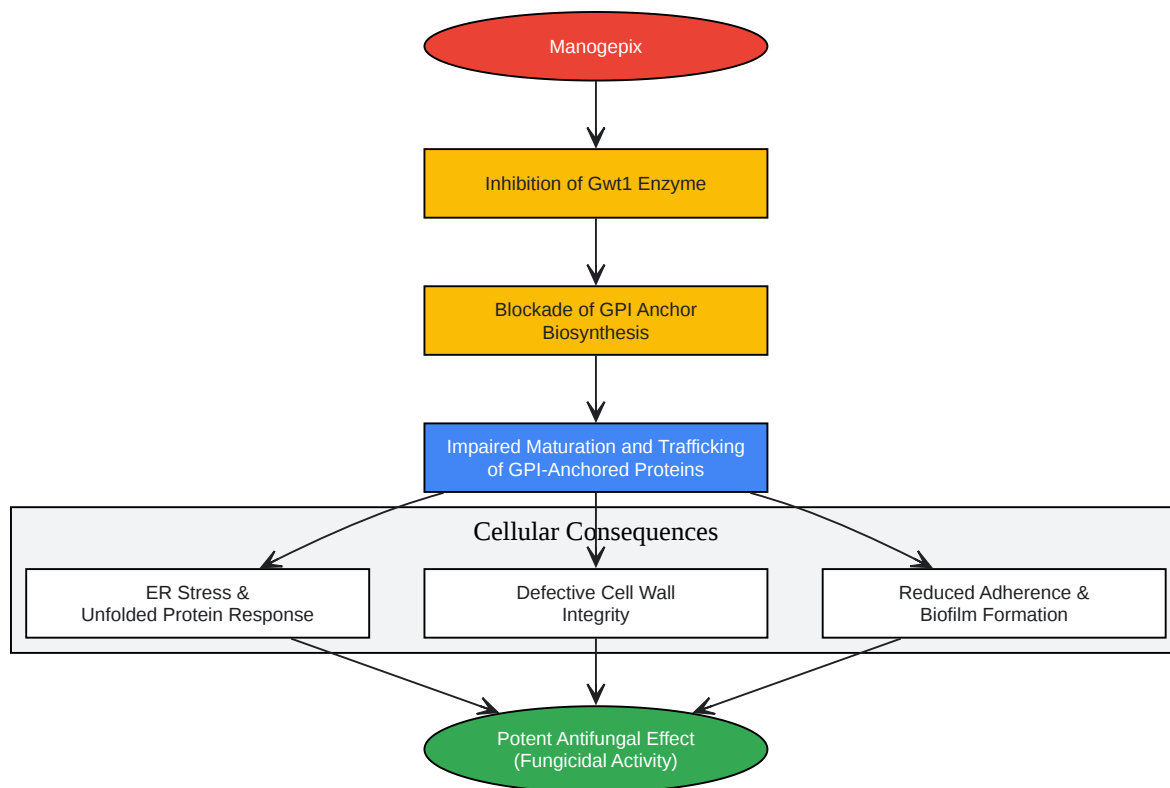 Manogepix
Inhibition of Gwt1 Enzyme
Blockade of GPI Anchor
Biosynthesis
Impaired Maturation and Trafficking
of GPI-Anchored Proteins
Cellular Consequences
ER Stress &
Unfolded Protein Response
Defective Cell Wall
Integrity
Reduced Adherence &
Biofilm Formation
Potent Antifungal Effect
(Fungicidal Activity)